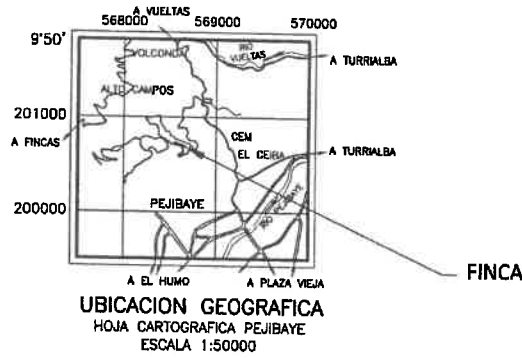 A VUELTAS
568000 569000 570000
9°50'
VOLCONDA
RIO
VUELTAS
A TURRIALBA
ALTO CAMPOS
201000
A FINCAS
CEM
EL CEIBA
A TURRIALBA
PEJIBAYE
RIO PEJIBAYE
200000
FINCA
A EL HUMO
A PLAZA VIEJA
UBICACION GEOGRAFICA
HOJA CARTOGRAFICA PEJIBAYE
ESCALA 1:50000